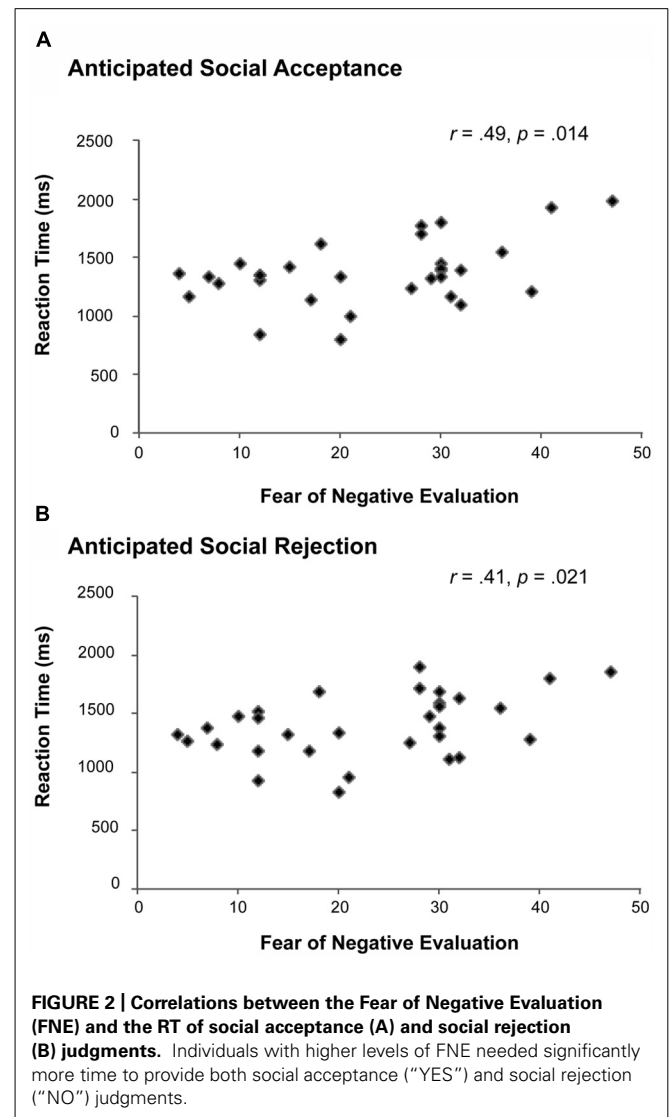 A
Anticipated Social Acceptance
r = .49, p = .014
2500
2000
1500
1000
500
0
Reaction Time (ms)
0 10 20 30 40 50
Fear of Negative Evaluation
B
Anticipated Social Rejection
r = .41, p = .021
2500
2000
1500
1000
500
0
Reaction Time (ms)
0 10 20 30 40 50
Fear of Negative Evaluation
FIGURE 2 | Correlations between the Fear of Negative Evaluation
(FNE) and the RT of social acceptance (A) and social rejection
(B) judgments. Individuals with higher levels of FNE needed significantly
more time to provide both social acceptance (“YES”) and social rejection
(“NO”) judgments.